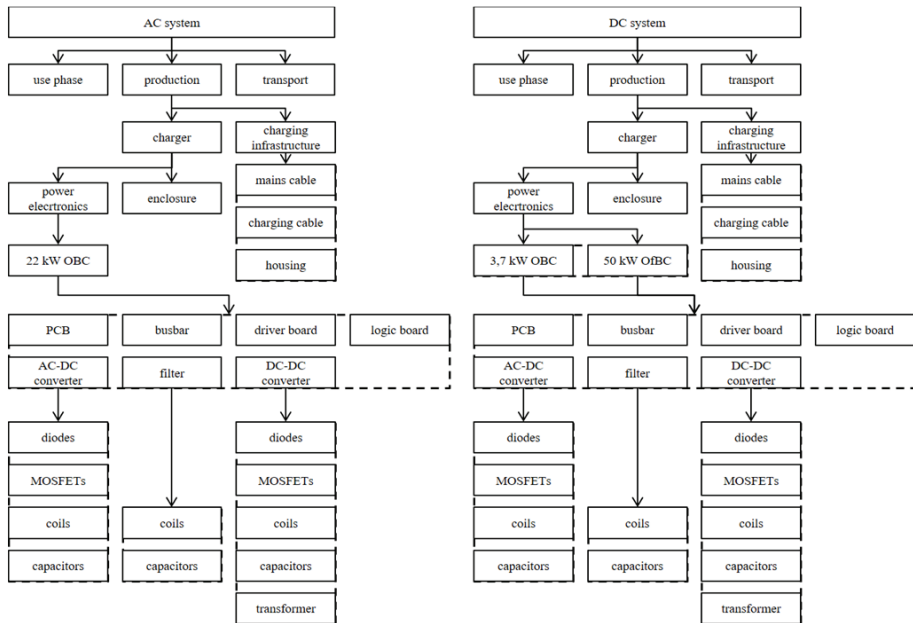 AC system
use phase
production
transport
charger
charging
infrastructure
power
elecrtronics
enclosure
mains cable
charging cable
housing
22 kW OBC
PCB
busbar
driver board
logic board
AC-DC
converter
filter
DC-DC
converter
diodes
MOSFETs
coils
capacitors
coils
capacitors
diodes
MOSFETs
coils
capacitors
transformer
DC system
use phase
production
transport
charger
charging
infrastructure
power
elecrtronics
enclosure
mains cable
charging cable
housing
3,7 kW OBC
50 kW OfBC
PCB
busbar
driver board
logic board
AC-DC
converter
filter
DC-DC
converter
diodes
MOSFETs
coils
capacitors
coils
capacitors
diodes
MOSFETs
coils
capacitors
transformer